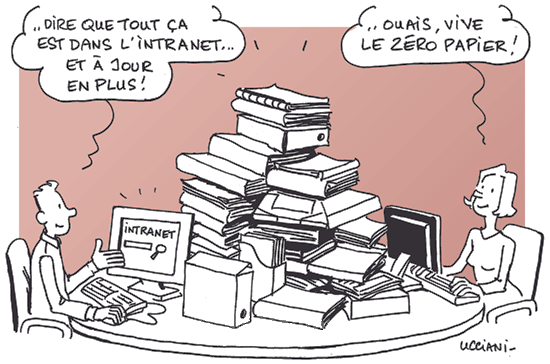 ..DIRE QUE TOUT ÇA
EST DANS L'INTRANET...
ET À JOUR
EN PLUS!
..OUAIS, VIVE
LE ZÉRO PAPIER!
INTRANET
UCCIANI-